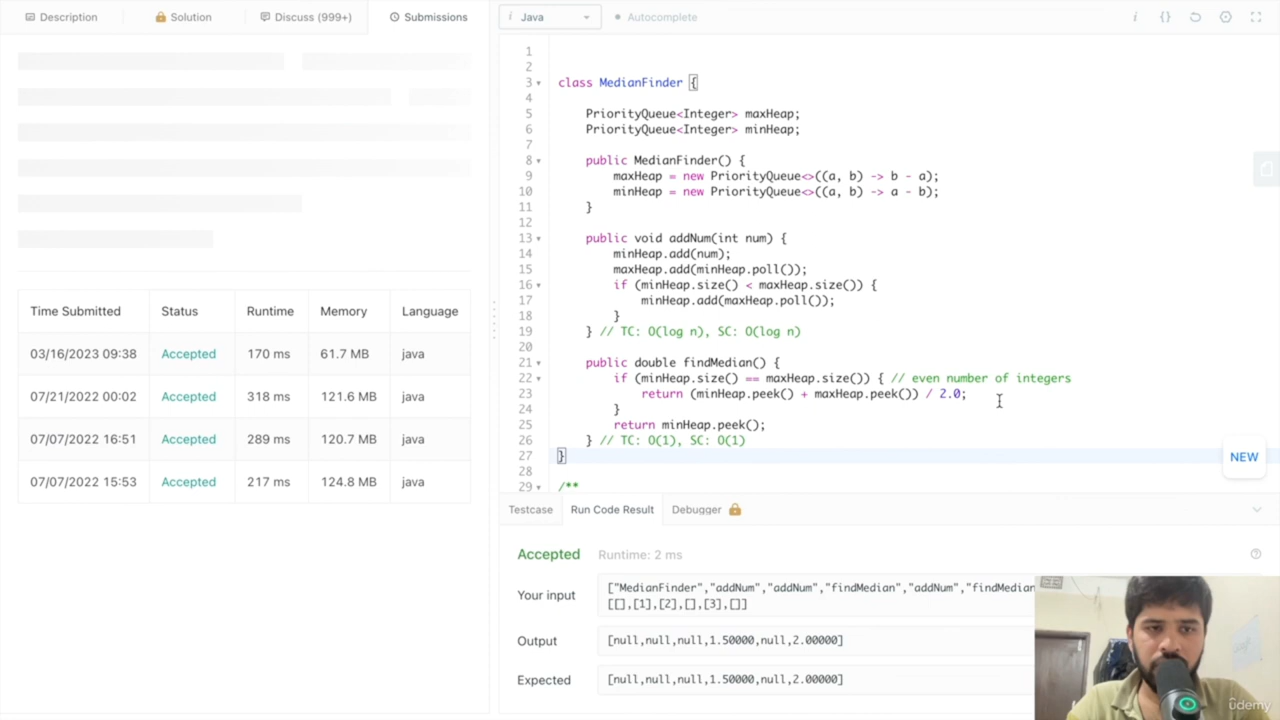 Description
Solution
Discuss (999+)
Submissions
i Java
Autocomplete
i {}
Time Submitted Status Runtime Memory Language
03/16/2023 09:38 Accepted 170 ms 61.7 MB java
07/21/2022 00:02 Accepted 318 ms 121.6 MB java
07/07/2022 16:51 Accepted 289 ms 120.7 MB java
07/07/2022 15:53 Accepted 217 ms 124.8 MB java
1
2
3 class MedianFinder {
4
5 PriorityQueue<Integer> maxHeap;
6 PriorityQueue<Integer> minHeap;
7
8 public MedianFinder() {
9 maxHeap = new PriorityQueue<>((a, b) -> b - a);
10 minHeap = new PriorityQueue<>((a, b) -> a - b);
11 }
12
13 public void addNum(int num) {
14 minHeap.add(num);
15 maxHeap.add(minHeap.poll());
16 if (minHeap.size() < maxHeap.size()) {
17 minHeap.add(maxHeap.poll());
18 }
19 } // TC: O(log n), SC: O(log n)
20
21 public double findMedian() {
22 if (minHeap.size() == maxHeap.size()) { // even number of integers
23 return (minHeap.peek() + maxHeap.peek()) / 2.0;
24 }
25 return minHeap.peek();
26 } // TC: O(1), SC: O(1)
27 }
28
29 /**
NEW
Testcase
Run Code Result
Debugger
Accepted Runtime: 2 ms
Your input
["MedianFinder","addNum","addNum","findMedian","addNum","findMedian
[[],[1],[2],[],[3],[]]
Output [null,null,null,1.50000,null,2.00000]
Expected [null,null,null,1.50000,null,2.00000]
udemy